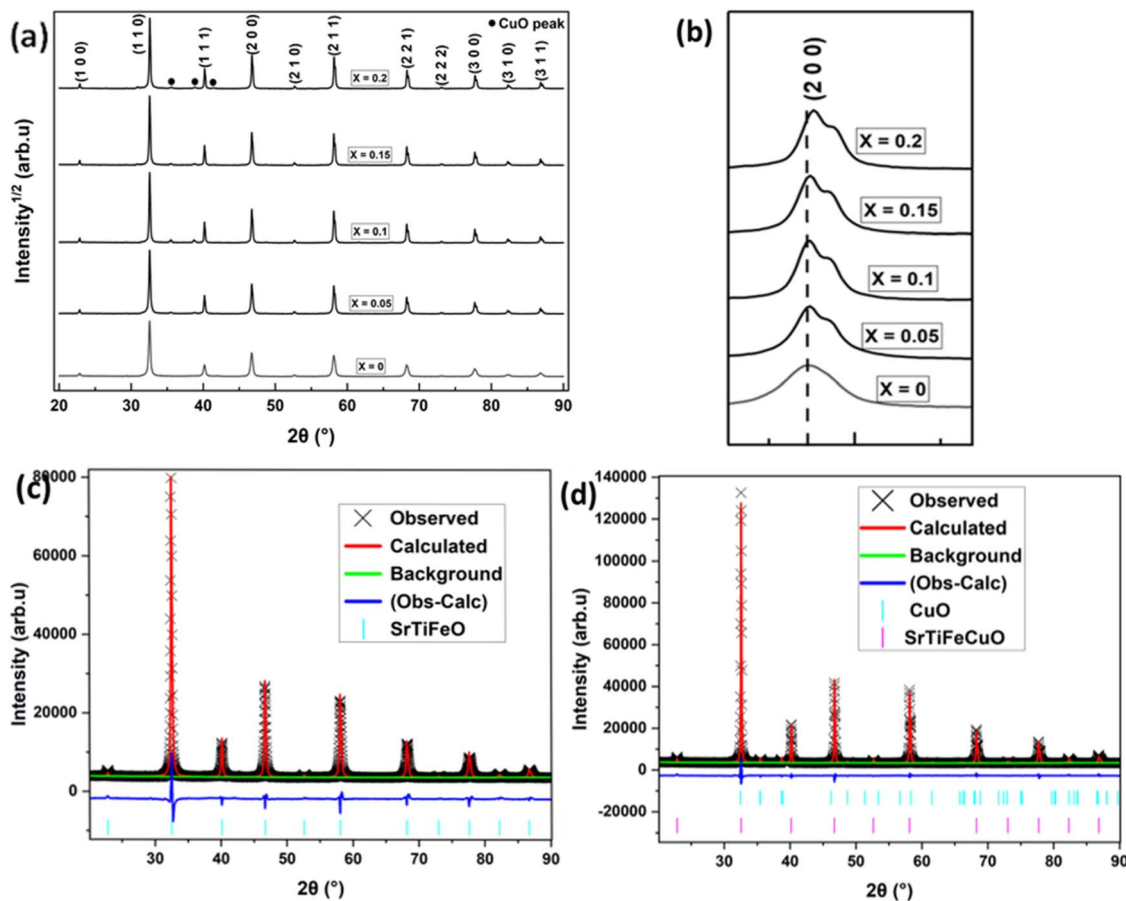 (a)
● CuO peak
(1 0 0)
(1 1 0)
(1 1 1)
(2 0 0)
(2 1 0)
(2 1 1)
(2 2 1)
(2 2 2)
(3 0 0)
(3 1 0)
(3 1 1)
X = 0.2
X = 0.15
X = 0.1
X = 0.05
X = 0
Intensity1/2 (arb.u)
20 30 40 50 60 70 80 90
2θ (°)
(b)
(2 0 0)
X = 0.2
X = 0.15
X = 0.1
X = 0.05
X = 0
(c)
80000
60000
40000
20000
0
Intensity (arb.u)
Observed
Calculated
Background
(Obs-Calc)
SrTiFeO
30 40 50 60 70 80 90
2θ (°)
(d)
140000
120000
100000
80000
60000
40000
20000
0
-20000
Intensity (arb.u)
Observed
Calculated
Background
(Obs-Calc)
CuO
SrTiFeCuO
30 40 50 60 70 80 90
2θ (°)